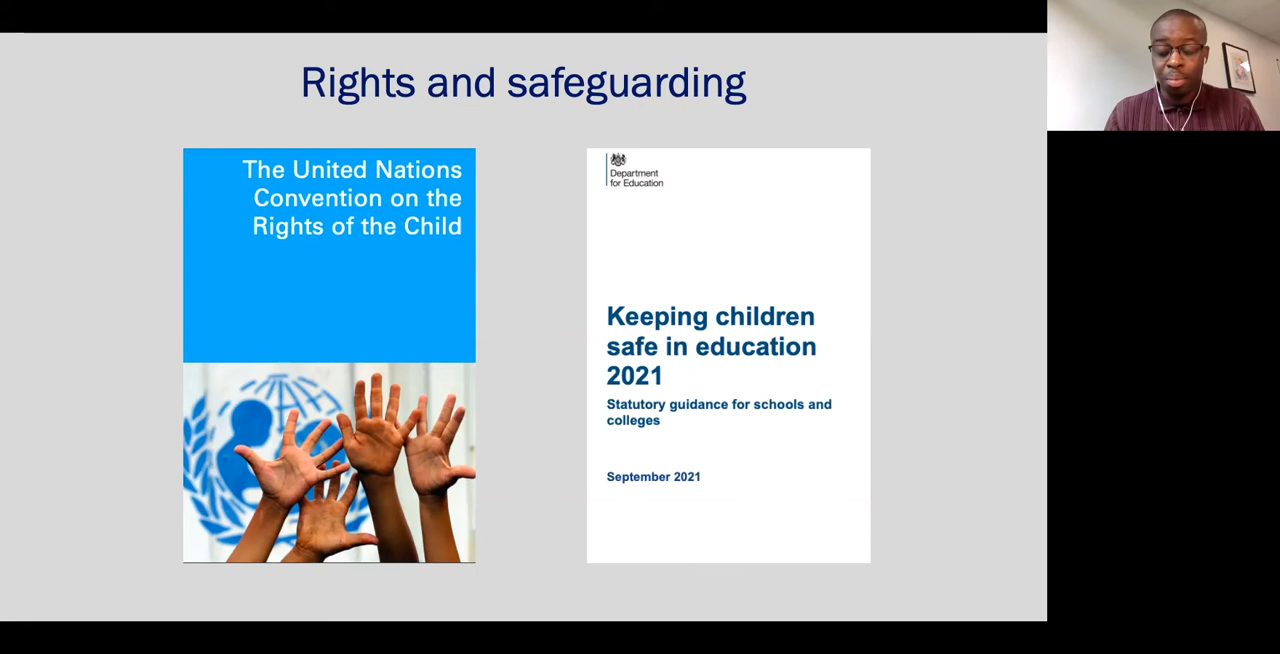 Rights and safeguarding
The United Nations
Convention on the
Rights of the Child
Department
for Education
Keeping children
safe in education
2021
Statutory guidance for schools and
colleges
September 2021